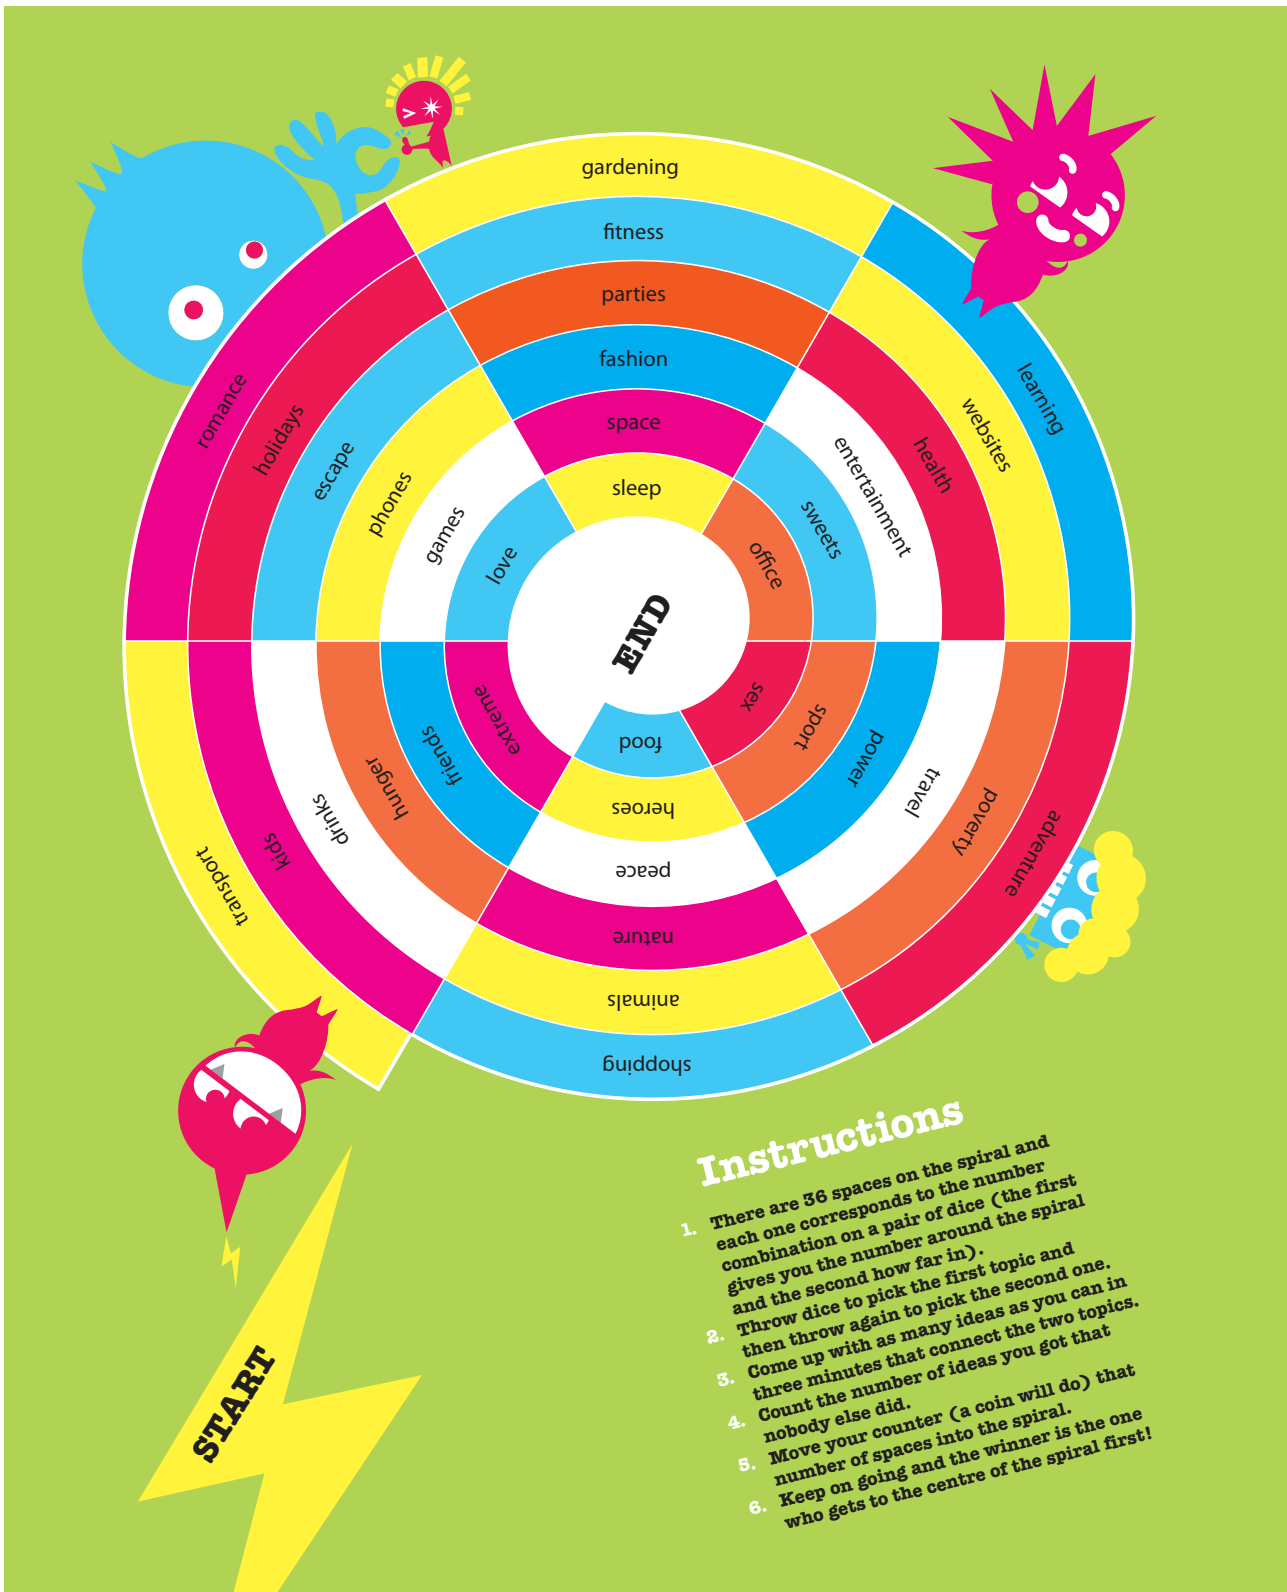 gardening
fitness
parties
fashion
space
sleep
learning
websites
health
entertainment
sweets
office
adventure
poverty
travel
power
sport
sex
shopping
animals
nature
peace
heroes
food
transport
kids
drinks
hunger
friends
extreme
romance
holidays
escape
phones
games
love
END
START
Instructions
1. There are 36 spaces on the spiral and
each one corresponds to the number
combination on a pair of dice (the first
gives you the number around the spiral
and the second how far in).
2. Throw dice to pick the first topic and
then throw again to pick the second one.
3. Come up with as many ideas as you can in
three minutes that connect the two topics.
4. Count the number of ideas you got that
nobody else did.
5. Move your counter (a coin will do) that
number of spaces into the spiral.
6. Keep on going and the winner is the one
who gets to the centre of the spiral first!